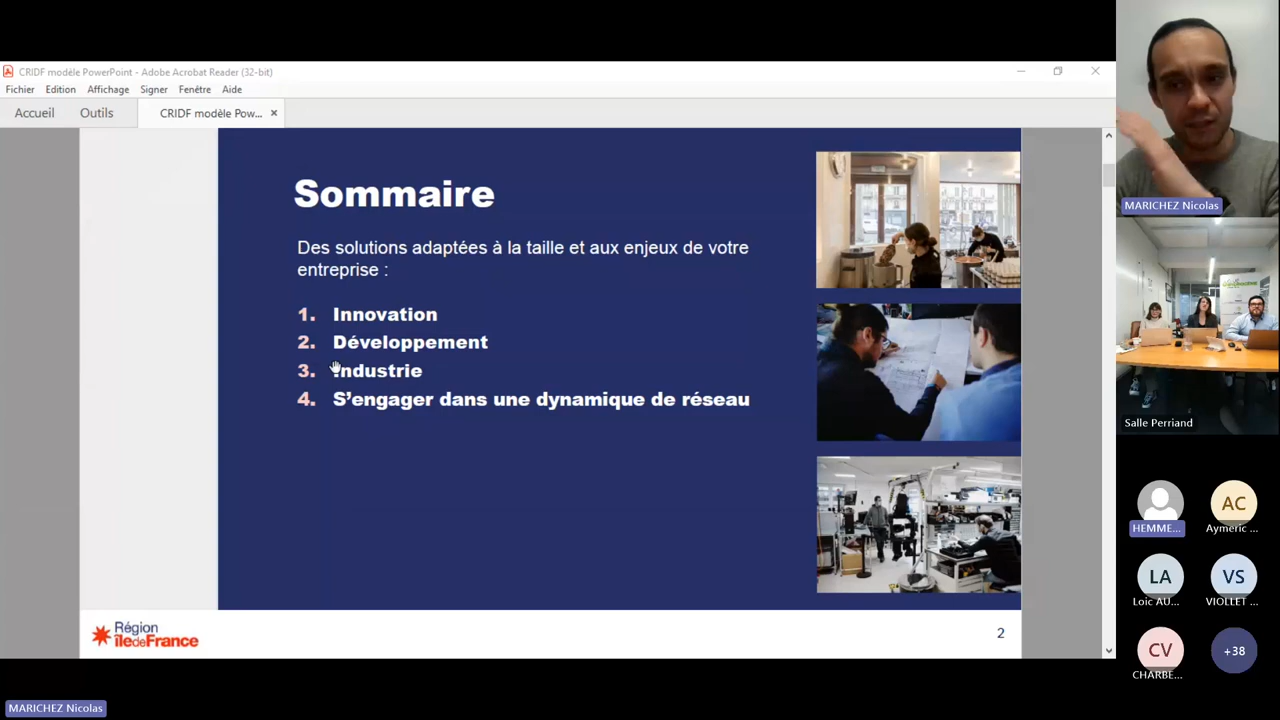 CRIDF modèle PowerPoint - Adobe Acrobat Reader (32-bit)
Fichier Edition Affichage Signer Fenêtre Aide
Accueil Outils CRIDF modèle Pow...
Sommaire
Des solutions adaptées à la taille et aux enjeux de votre
entreprise :
1. Innovation
2. Développement
3. Industrie
4. S'engager dans une dynamique de réseau
Région
îledeFrance
2
MARICHEZ Nicolas
Salle Perriand
HEMME...
AC
Aymeric ...
LA
Loic AU...
VS
VIOLLET ...
CV
CHARBE...
+38
MARICHEZ Nicolas